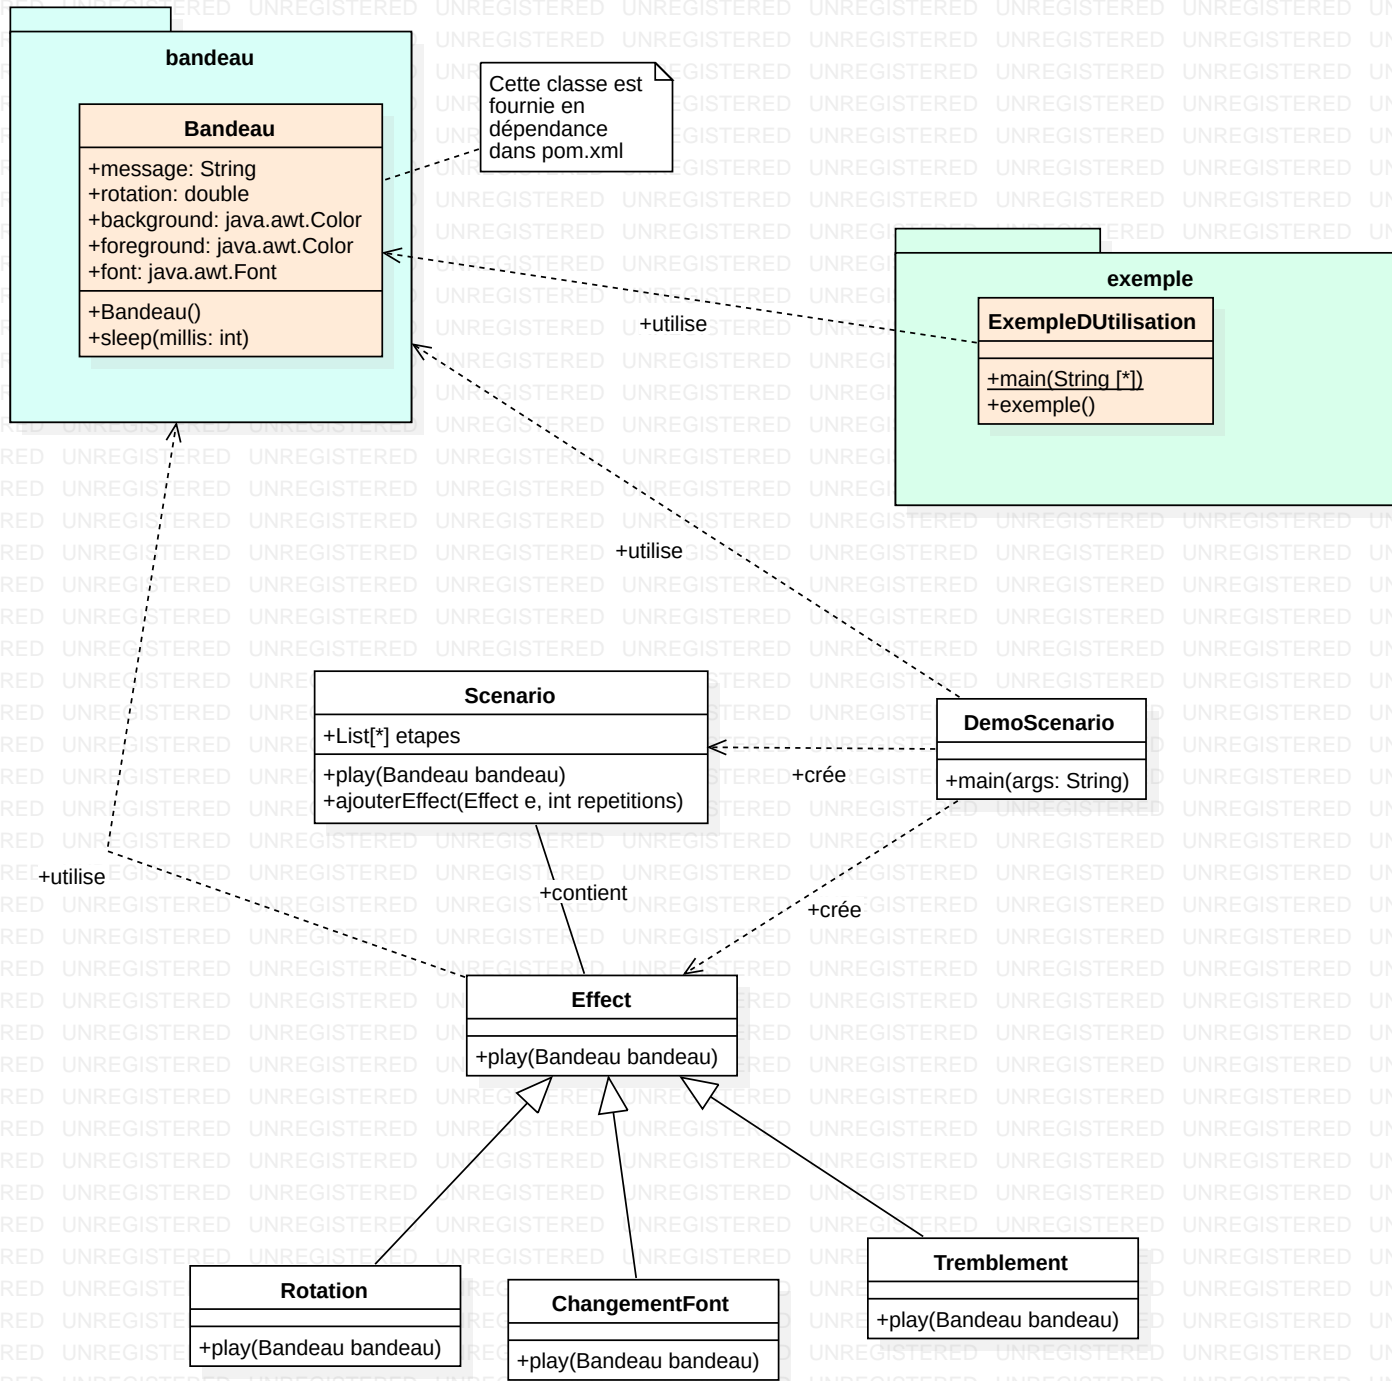 bandeau
Bandeau
+message: String
+rotation: double
+background: java.awt.Color
+foreground: java.awt.Color
+font: java.awt.Font
+Bandeau()
+sleep(millis: int)
Cette classe est
fournie en
dépendance
dans pom.xml
exemple
ExempleDUtilisation
+main(String [*])
+exemple()
+utilise
+utilise
Scenario
+List[*] etapes
+play(Bandeau bandeau)
+ajouterEffect(Effect e, int repetitions)
DemoScenario
+main(args: String)
+crée
+utilise
+contient
+crée
Effect
+play(Bandeau bandeau)
Rotation
+play(Bandeau bandeau)
ChangementFont
+play(Bandeau bandeau)
Tremblement
+play(Bandeau bandeau)
UNREGISTERED